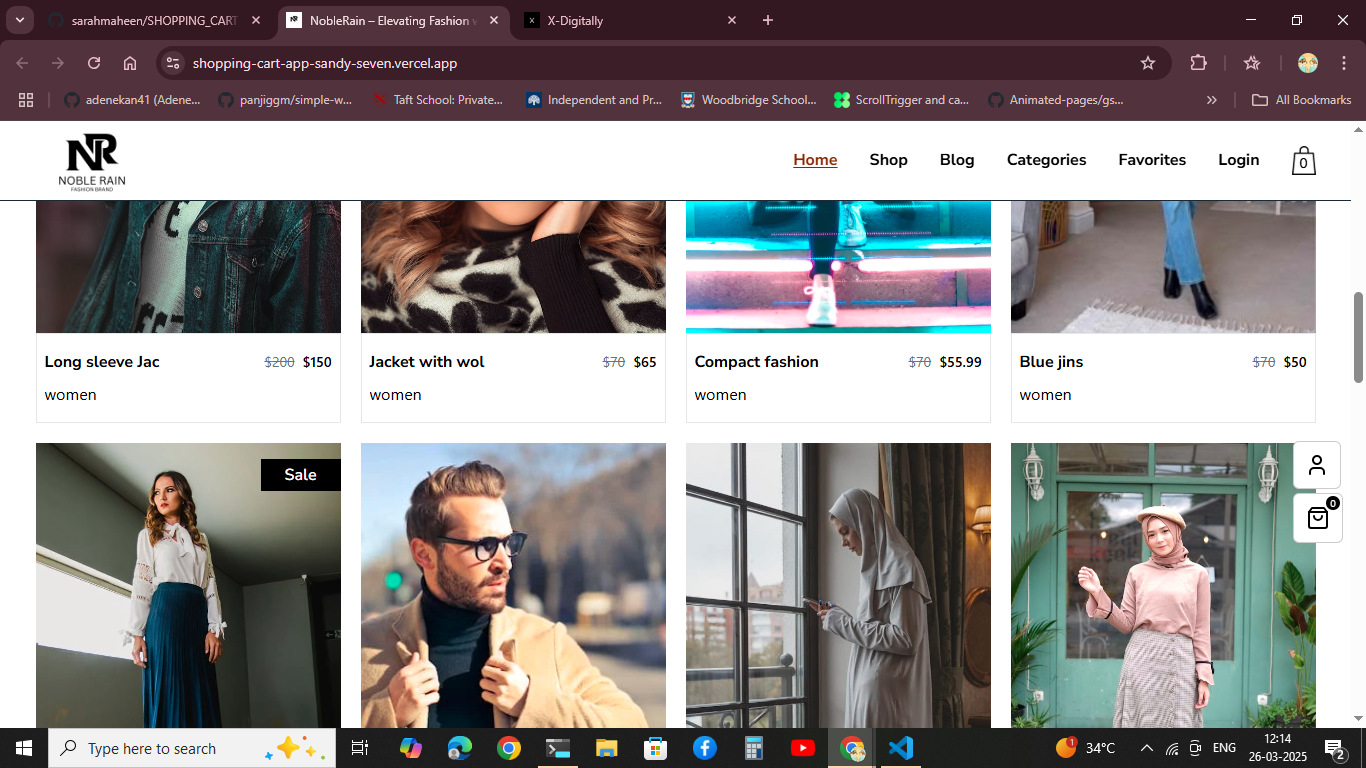 sarahmaheen/SHOPPING_CART
NobleRain – Elevating Fashion w
X-Digitally
shopping-cart-app-sandy-seven.vercel.app
adenekan41 (Adene...
panjiggm/simple-w...
Taft School: Private...
Independent and Pr...
Woodbridge School...
ScrollTrigger and ca...
Animated-pages/gs...
All Bookmarks
NR
NOBLE RAIN
FASHION BRAND
Home
Shop
Blog
Categories
Favorites
Login
0
Long sleeve Jac
$200 $150
women
Jacket with wol
$70 $65
women
Compact fashion
$70 $55.99
women
Blue jins
$70 $50
women
Sale
0
Type here to search
1
34°C
ENG
12:14
26-03-2025
2